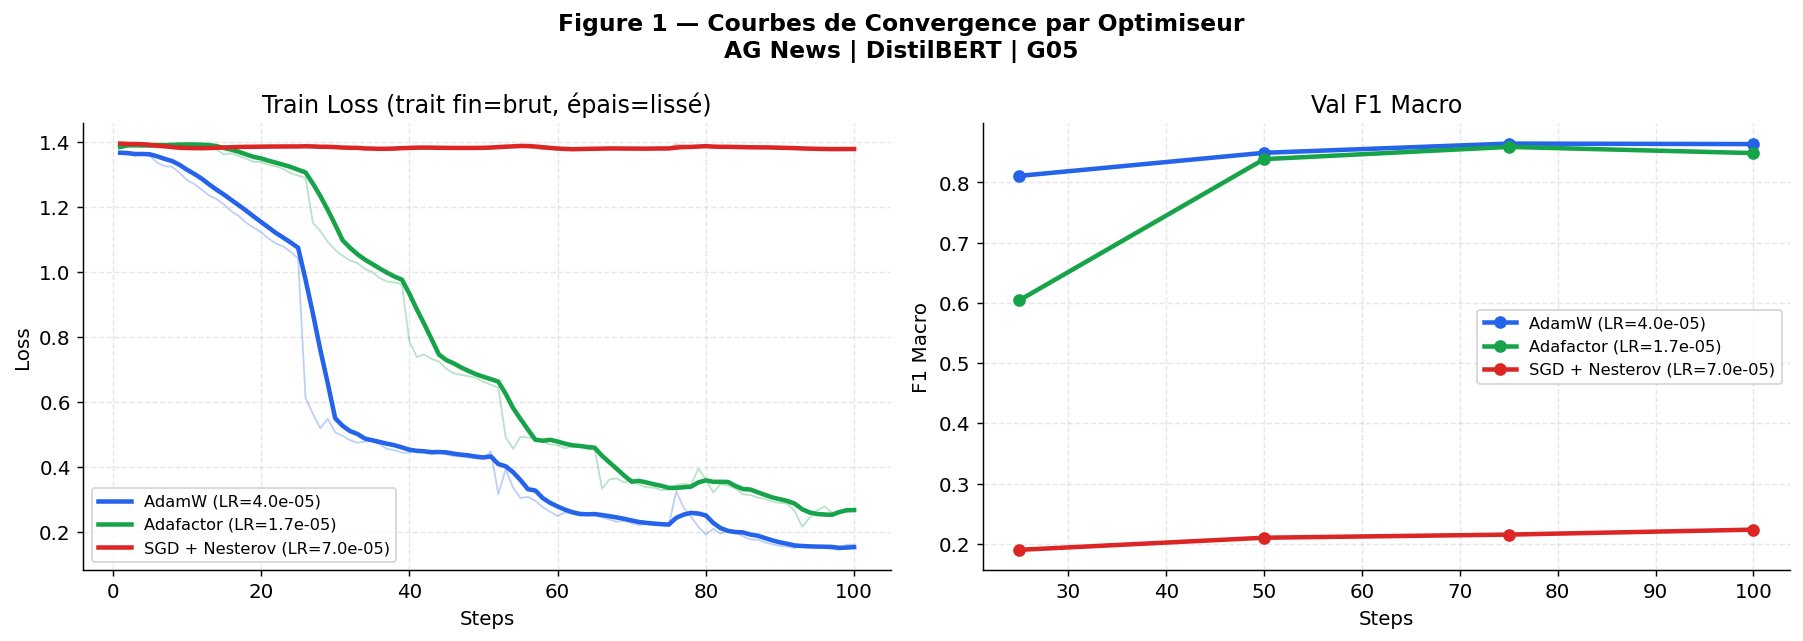 Figure 1 — Courbes de Convergence par Optimiseur
AG News | DistilBERT | G05
Train Loss (trait fin=brut, épais=lissé)
Loss
1.4
1.2
1.0
0.8
0.6
0.4
0.2
AdamW (LR=4.0e-05)
Adafactor (LR=1.7e-05)
SGD + Nesterov (LR=7.0e-05)
0 20 40 60 80 100
Steps
Val F1 Macro
F1 Macro
0.8
0.7
0.6
0.5
0.4
0.3
0.2
AdamW (LR=4.0e-05)
Adafactor (LR=1.7e-05)
SGD + Nesterov (LR=7.0e-05)
30 40 50 60 70 80 90 100
Steps